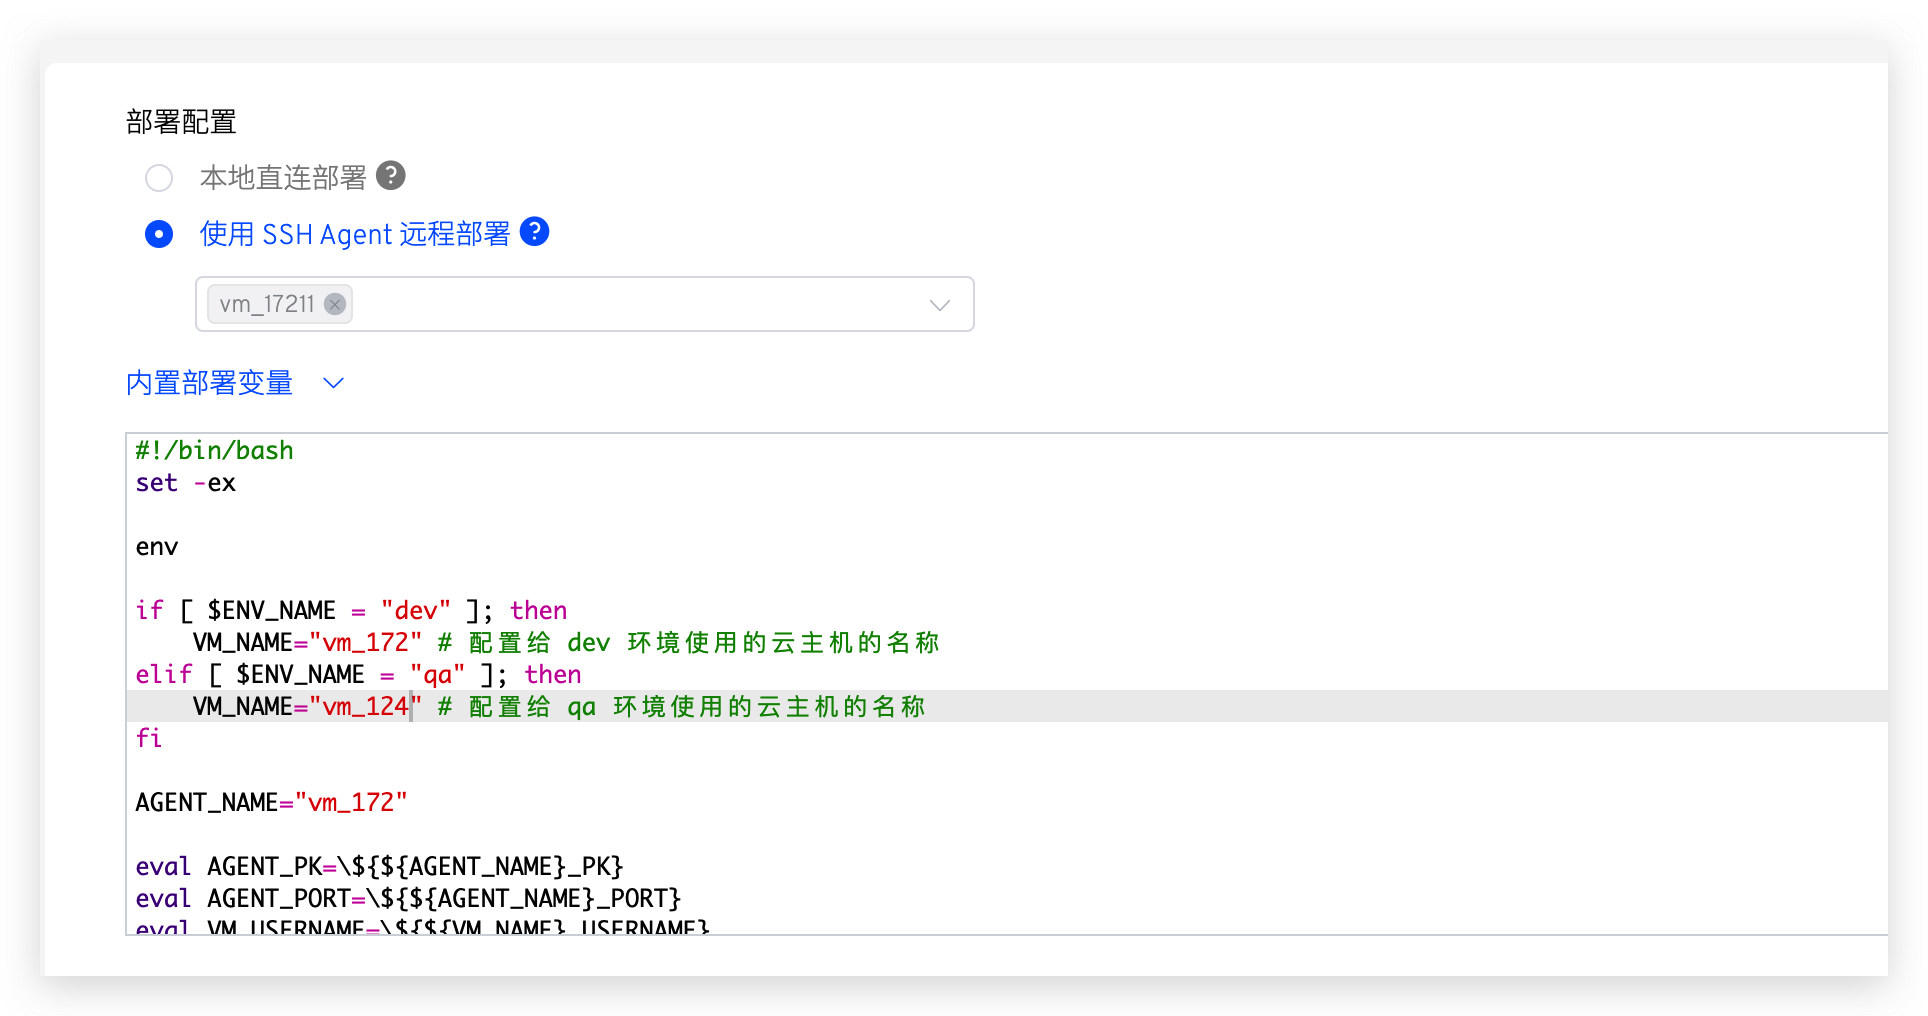 部署配置
本地直连部署 ?
使用 SSH Agent 远程部署 ?
vm_17211
内置部署变量
#!/bin/bash
set -ex
env
if [ $ENV_NAME = "dev" ]; then
    VM_NAME="vm_172" # 配置给 dev 环境使用的云主机的名称
elif [ $ENV_NAME = "qa" ]; then
    VM_NAME="vm_124" # 配置给 qa 环境使用的云主机的名称
fi
AGENT_NAME="vm_172"
eval AGENT_PK=\${${AGENT_NAME}_PK}
eval AGENT_PORT=\${${AGENT_NAME}_PORT}
eval VM_USERNAME=\${${VM_NAME}_USERNAME}